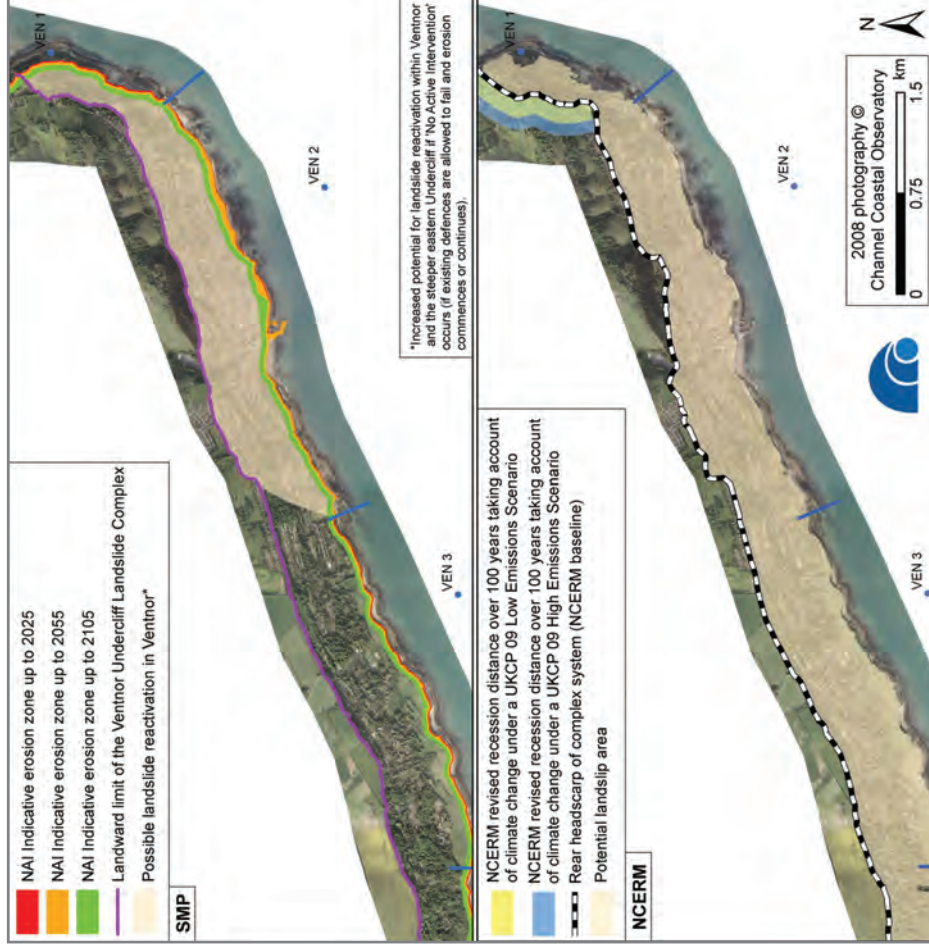 NAI Indicative erosion zone up to 2025
NAI Indicative erosion zone up to 2055
NAI Indicative erosion zone up to 2105
Landward limit of the Ventnor Undercliff Landslide Complex
Possible landslide reactivation in Ventnor*
SMP
VEN 1
VEN 2
VEN 3
*Increased potential for landslide reactivation within Ventnor
and the steeper eastern Undercliff if 'No Active Intervention'
occurs (if existing defences are allowed to fail and erosion
commences or continues).
NCERM revised recession distance over 100 years taking account
of climate change under a UKCP 09 Low Emissions Scenario
NCERM revised recession distance over 100 years taking account
of climate change under a UKCP 09 High Emissions Scenario
Rear headscarp of complex system (NCERM baseline)
Potential landslip area
NCERM
VEN 1
VEN 2
VEN 3
N
2008 photography ©
Channel Coastal Observatory
0 0.75 1.5
km